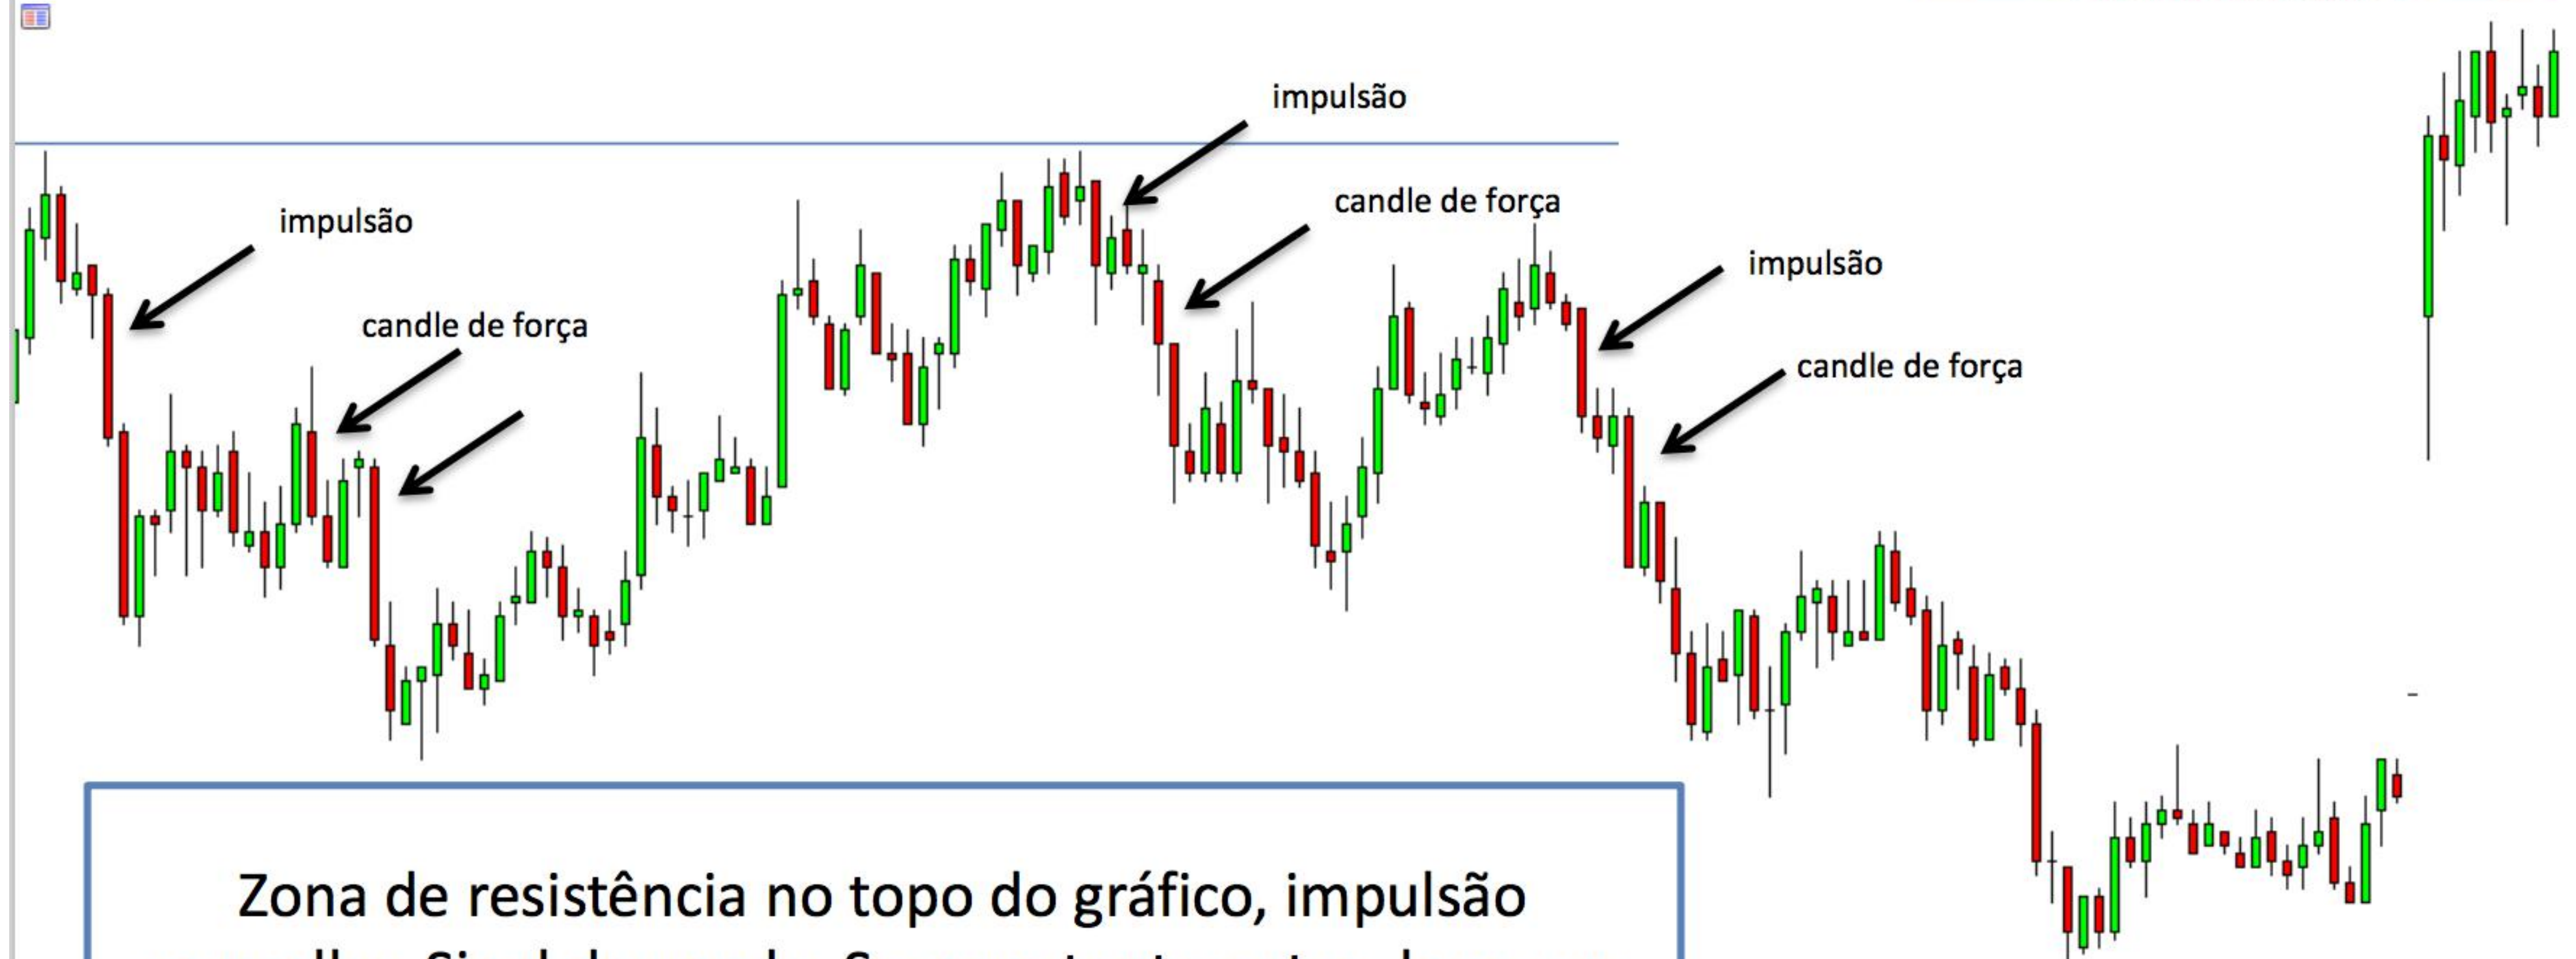 impulsão
impulsão
candle de força
impulsão
candle de força
candle de força
Zona de resistência no topo do gráfico, impulsão